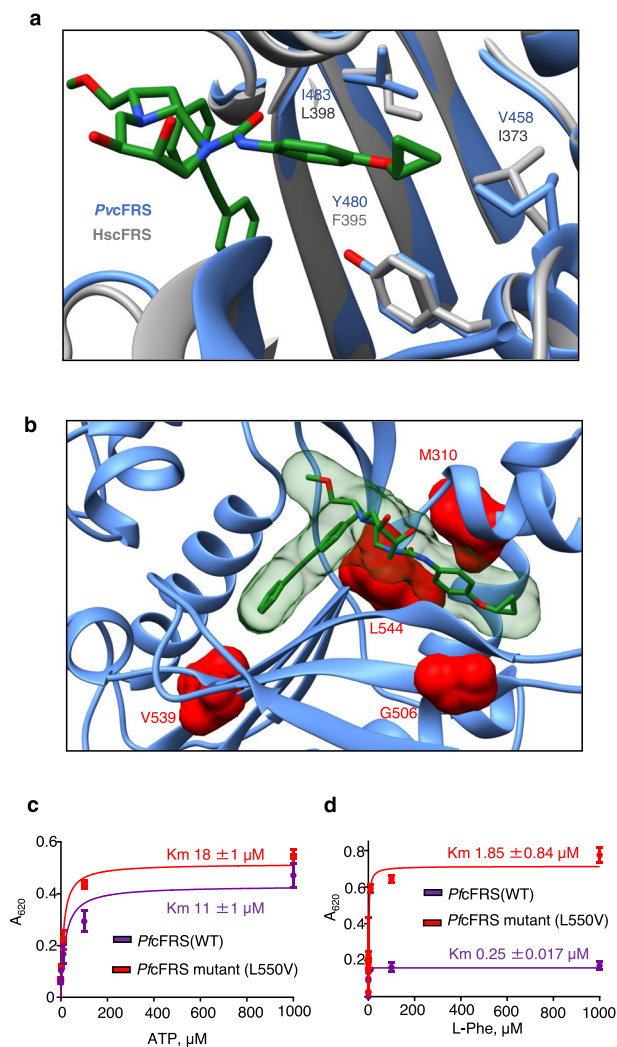 a
I483
L398
V458
I373
Y480
F395
PvcFRS
HscFRS
b
M310
L544
V539
G506
c
d
0.6
0.4
0.2
0
A620
Km 18 ±1 µM
Km 11 ±1 µM
PfcFRS(WT)
PfcFRS mutant (L550V)
0 200 400 600 800 1000
ATP, µM
0.8
0.6
0.4
0.2
0
A620
Km 1.85 ±0.84 µM
PfcFRS(WT)
PfcFRS mutant (L550V)
Km 0.25 ±0.017 µM
0 200 400 600 800 1000
L-Phe, µM